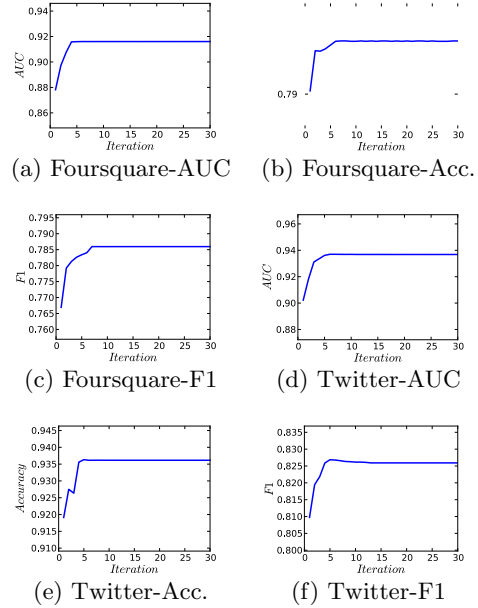 0.94
0.92
0.90
0.88
0.86
AUC
0 5 10 15 20 25 30
Iteration
(a) Foursquare-AUC
0.79
0 5 10 15 20 25 30
Iteration
(b) Foursquare-Acc.
0.795
0.790
0.785
0.780
0.775
0.770
0.765
0.760
F1
0 5 10 15 20 25 30
Iteration
(c) Foursquare-F1
0.96
0.94
0.92
0.90
0.88
AUC
0 5 10 15 20 25 30
Iteration
(d) Twitter-AUC
0.945
0.940
0.935
0.930
0.925
0.920
0.915
0.910
Accuracy
0 5 10 15 20 25 30
Iteration
(e) Twitter-Acc.
0.835
0.830
0.825
0.820
0.815
0.810
0.805
0.800
F1
0 5 10 15 20 25 30
Iteration
(f) Twitter-F1